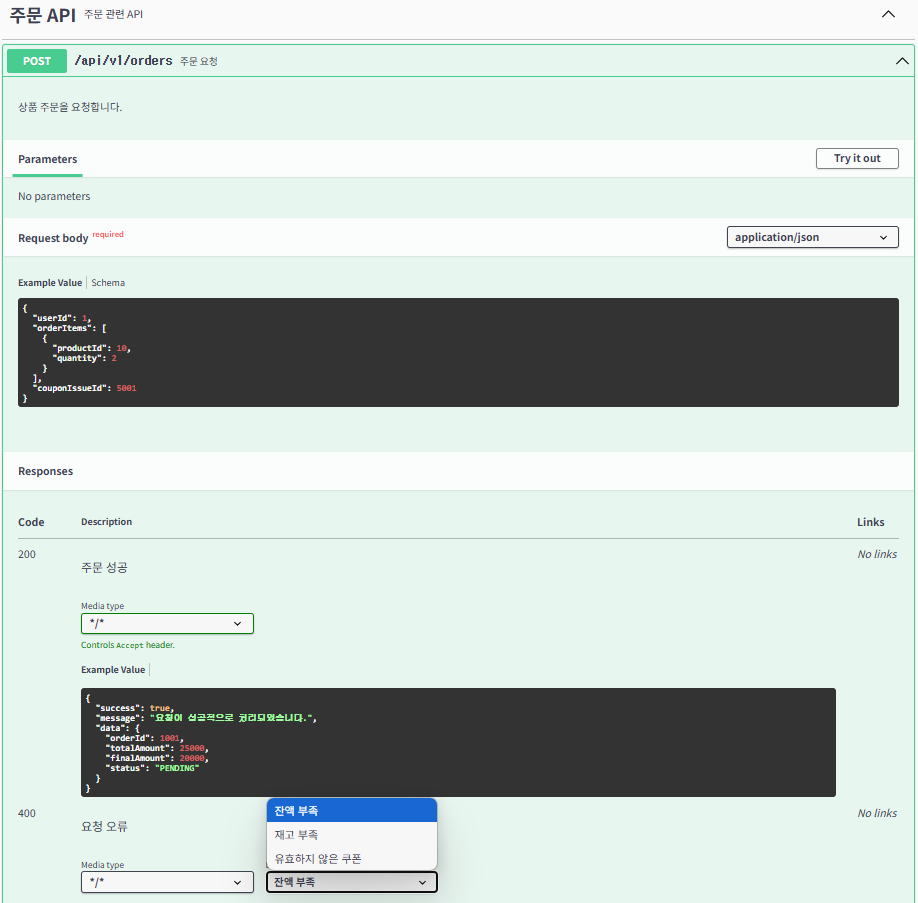 주문 API 주문 관련 API
POST /api/v1/orders 주문 요청
상품 주문을 요청합니다.
Parameters Try it out
No parameters
Request body required application/json
Example Value Schema
{
"userId": 1,
"orderItems": [
{
"productId": 10,
"quantity": 2
}
],
"couponIssueId": 5001
}
Responses
Code Description Links
200 No links
주문 성공
Media type
*/*
Controls Accept header.
Example Value
{
"success": true,
"message": "요청이 성공적으로 처리되었습니다.",
"data": {
"orderId": 1001,
"totalAmount": 25000,
"finalAmount": 20000,
"status": "PENDING"
}
}
400 잔액 부족 No links
요청 오류
재고 부족
유효하지 않은 쿠폰
Media type
*/* 잔액 부족